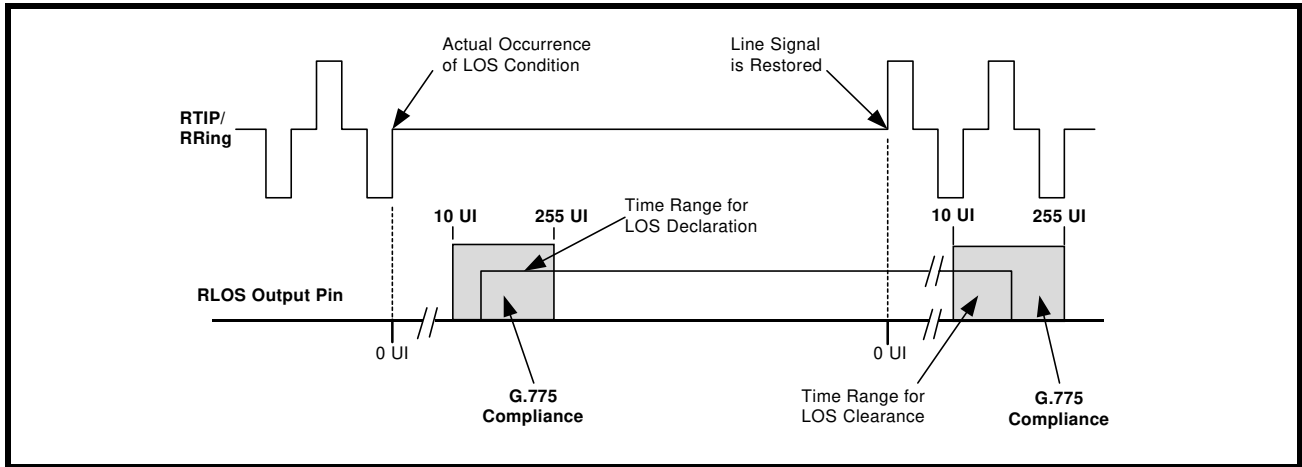 Actual Occurrence
of LOS Condition
Line Signal
is Restored
RTIP/
RRing
10 UI
255 UI
Time Range for
LOS Declaration
10 UI
255 UI
RLOS Output Pin
0 UI
0 UI
G.775
Compliance
Time Range for
LOS Clearance
G.775
Compliance